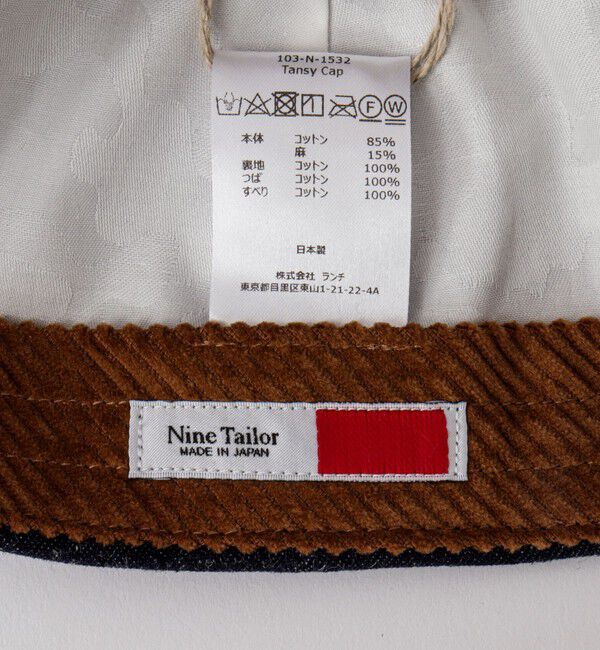 103-N-1532
Tansy Cap
F W
本体 コットン 85%
麻 15%
裏地 コットン 100%
つば コットン 100%
すべり コットン 100%
日本製
株式会社 ランチ
東京都目黒区東山1-21-22-4A
Nine Tailor
MADE IN JAPAN